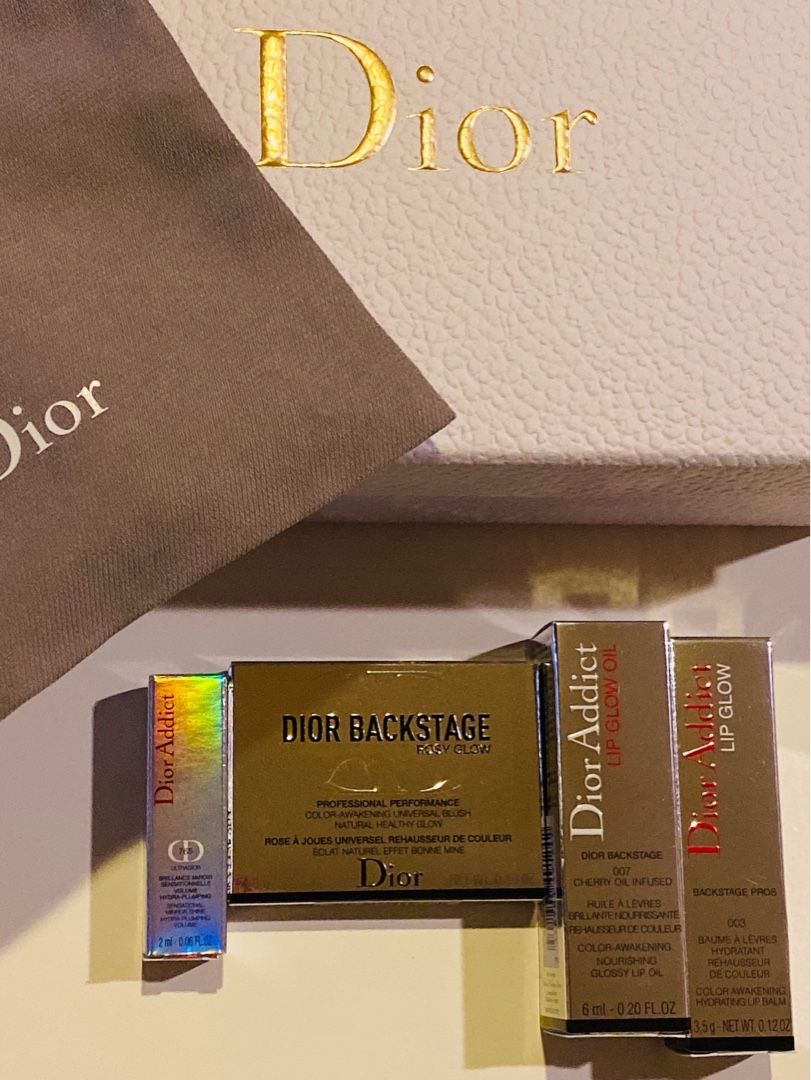 Dior
Dior
Dior Addict
765
ULTRADIOR
BRILLANCE MIROIR
SENSATIONNELLE
VOLUME
HYDRA-PLUMPING
SENSATIONAL
MIRROR SHINE
HYDRA-PLUMPING
VOLUME
2 ml - 0.06 FL.OZ
DIOR BACKSTAGE
ROSY GLOW
PROFESSIONAL PERFORMANCE
COLOR-AWAKENING UNIVERSAL BLUSH
NATURAL HEALTHY GLOW
ROSE À JOUES UNIVERSEL REHAUSSEUR DE COULEUR
ÉCLAT NATUREL EFFET BONNE MINE
Dior
Dior Addict
LIP GLOW OIL
DIOR BACKSTAGE
007
CHERRY OIL INFUSED
HUILE À LÈVRES
BRILLANTE NOURRISSANTE
REHAUSSEUR DE COULEUR
COLOR-AWAKENING
NOURISHING
GLOSSY LIP OIL
6 ml - 0.20 FL.OZ
Dior Addict
LIP GLOW
BACKSTAGE PROS
003
BAUME À LÈVRES
HYDRATANT
REHAUSSEUR
DE COULEUR
COLOR AWAKENING
HYDRATING LIP BALM
3,5 g - NET WT. 0.12 OZ